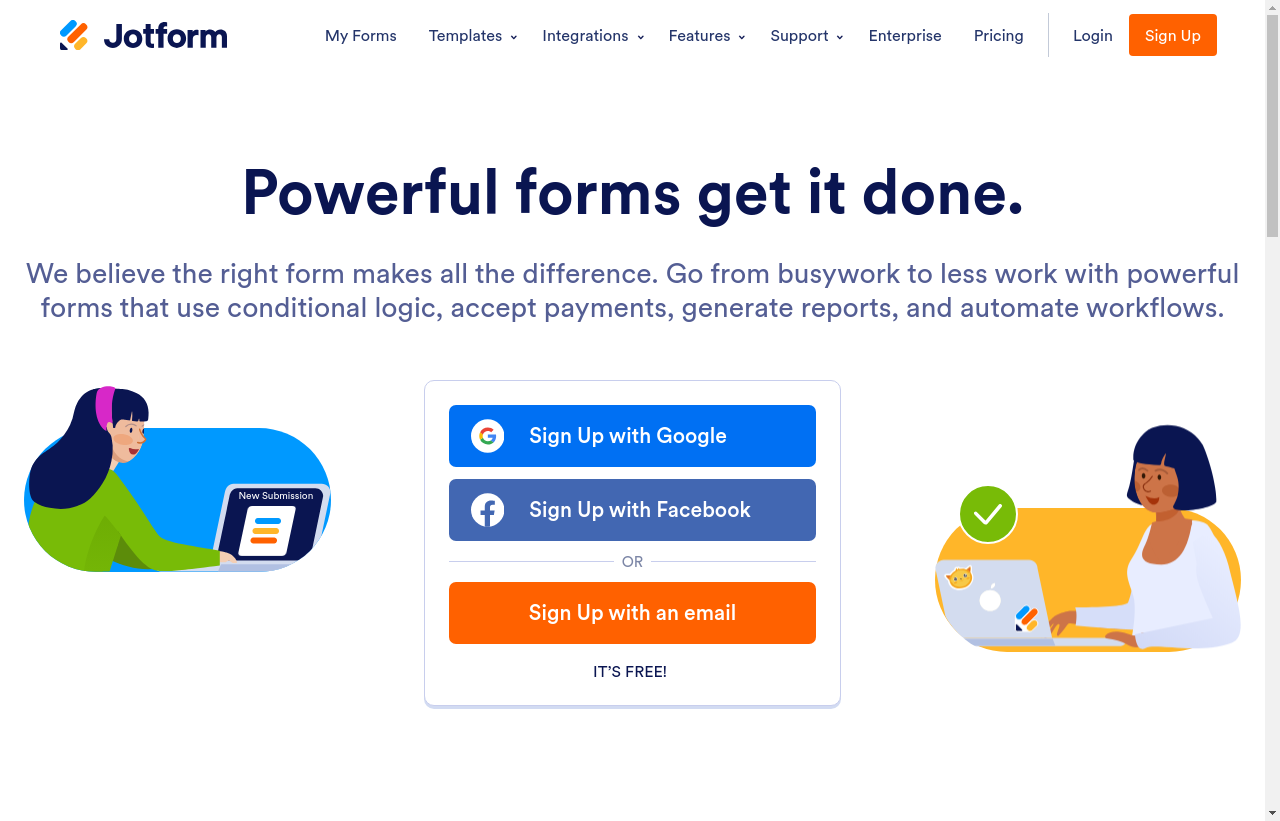 Jotform
My Forms Templates Integrations Features Support Enterprise Pricing Login Sign Up
Powerful forms get it done.
We believe the right form makes all the difference. Go from busywork to less work with powerful
forms that use conditional logic, accept payments, generate reports, and automate workflows.
New Submission
Sign Up with Google
Sign Up with Facebook
OR
Sign Up with an email
IT’S FREE!